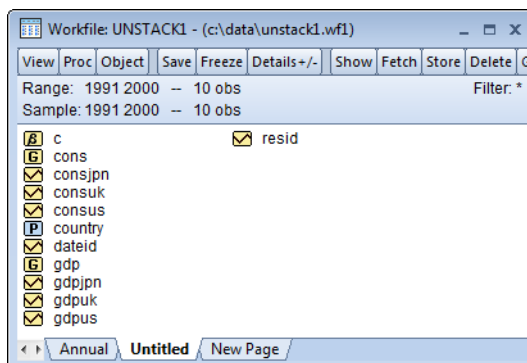 Workfile: UNSTACK1 - (c:\data\unstack1.wf1)
View Proc Object Save Freeze Details+/- Show Fetch Store Delete
Range: 1991 2000 -- 10 obs Filter: *
Sample: 1991 2000 -- 10 obs
β c resid
G cons
consjpn
consuk
consus
P country
dateid
G gdp
gdpjpn
gdpuk
gdpus
Annual Untitled New Page